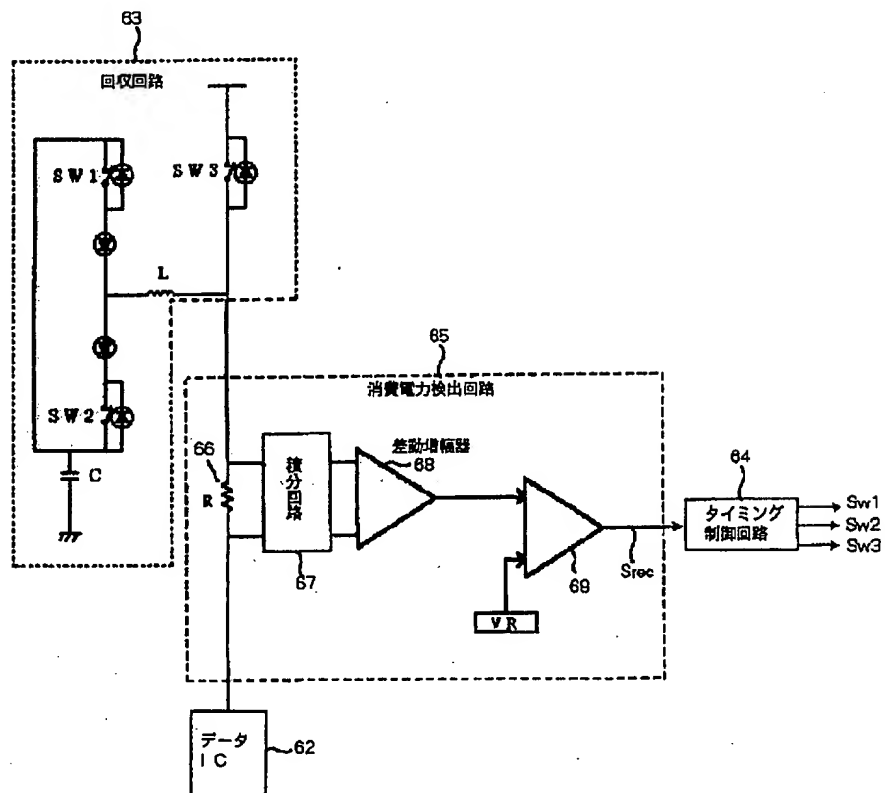 63
回収回路
SW1
SW3
L
SW2
C
65
消費電力検出回路
66
R
積分回路
67
差動増幅器
68
VR
69
Srec
64
タイミング
制御回路
Sw1
Sw2
Sw3
データ
IC
62